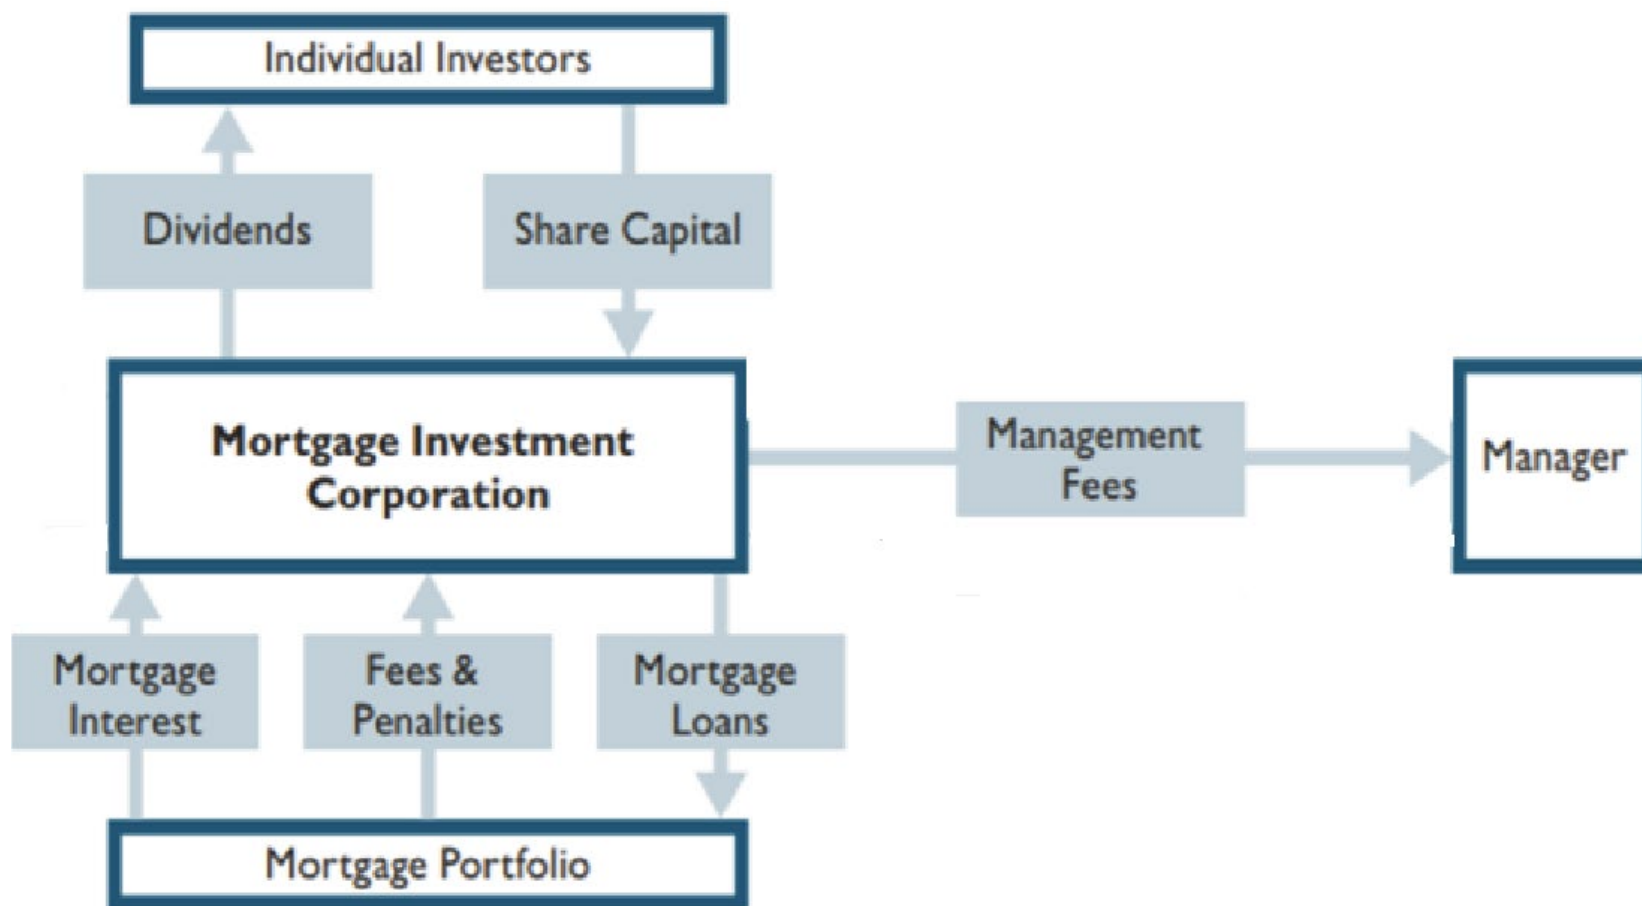 Individual Investors
Dividends
Share Capital
Mortgage Investment
Corporation
Management
Fees
Manager
Mortgage
Interest
Fees &
Penalties
Mortgage
Loans
Mortgage Portfolio